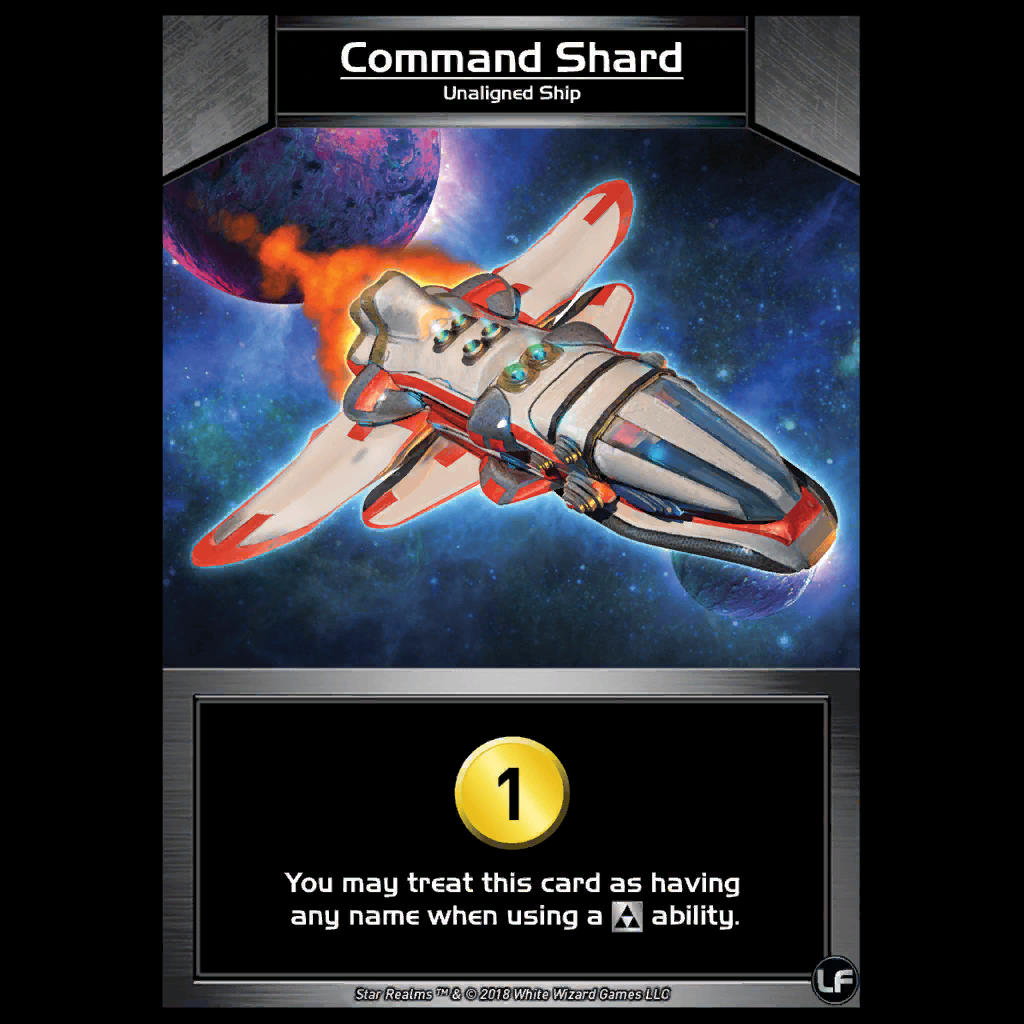 Command Shard
Unaligned Ship
1
You may treat this card as having
any name when using a ability.
LF
Star Realms ™ & © 2018 White Wizard Games LLC